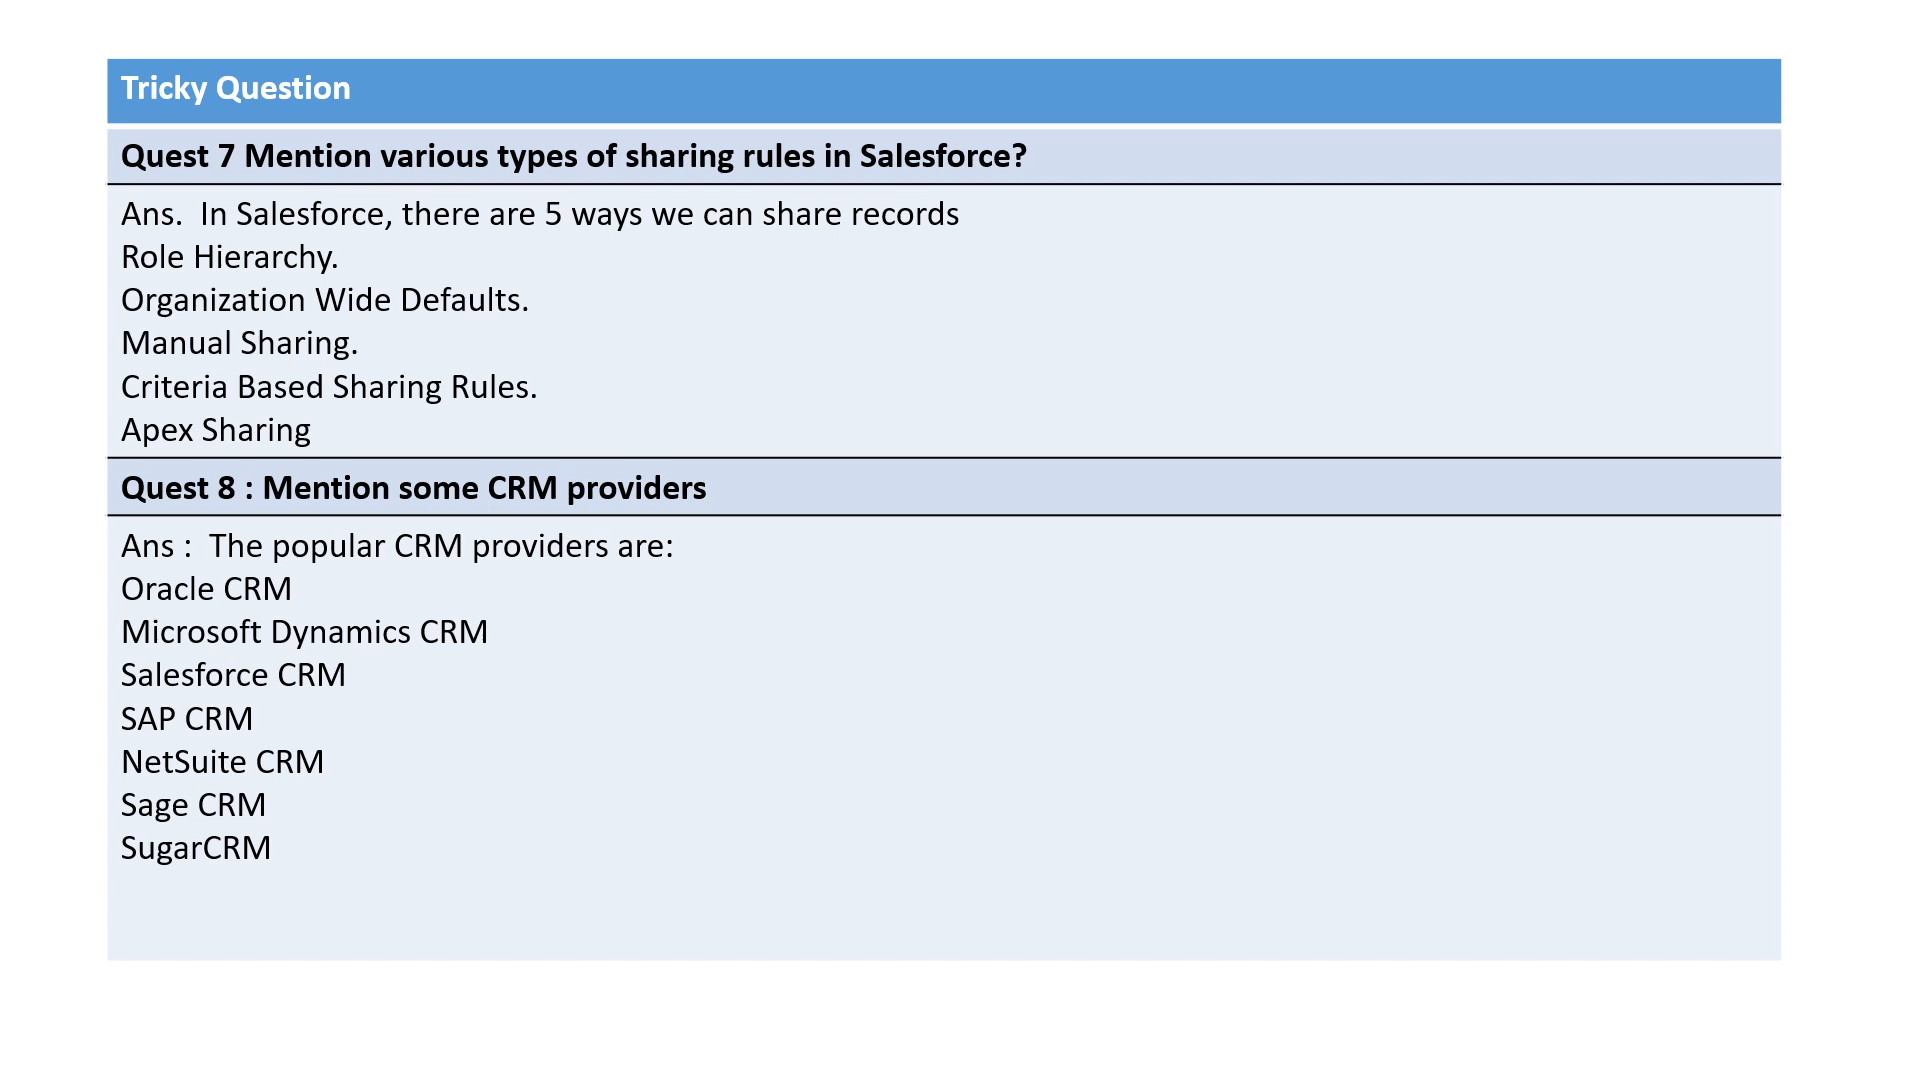 Tricky Question
Quest 7 Mention various types of sharing rules in Salesforce?
Ans.  In Salesforce, there are 5 ways we can share records
Role Hierarchy.
Organization Wide Defaults.
Manual Sharing.
Criteria Based Sharing Rules.
Apex Sharing
Quest 8 : Mention some CRM providers
Ans :  The popular CRM providers are:
Oracle CRM
Microsoft Dynamics CRM
Salesforce CRM
SAP CRM
NetSuite CRM
Sage CRM
SugarCRM